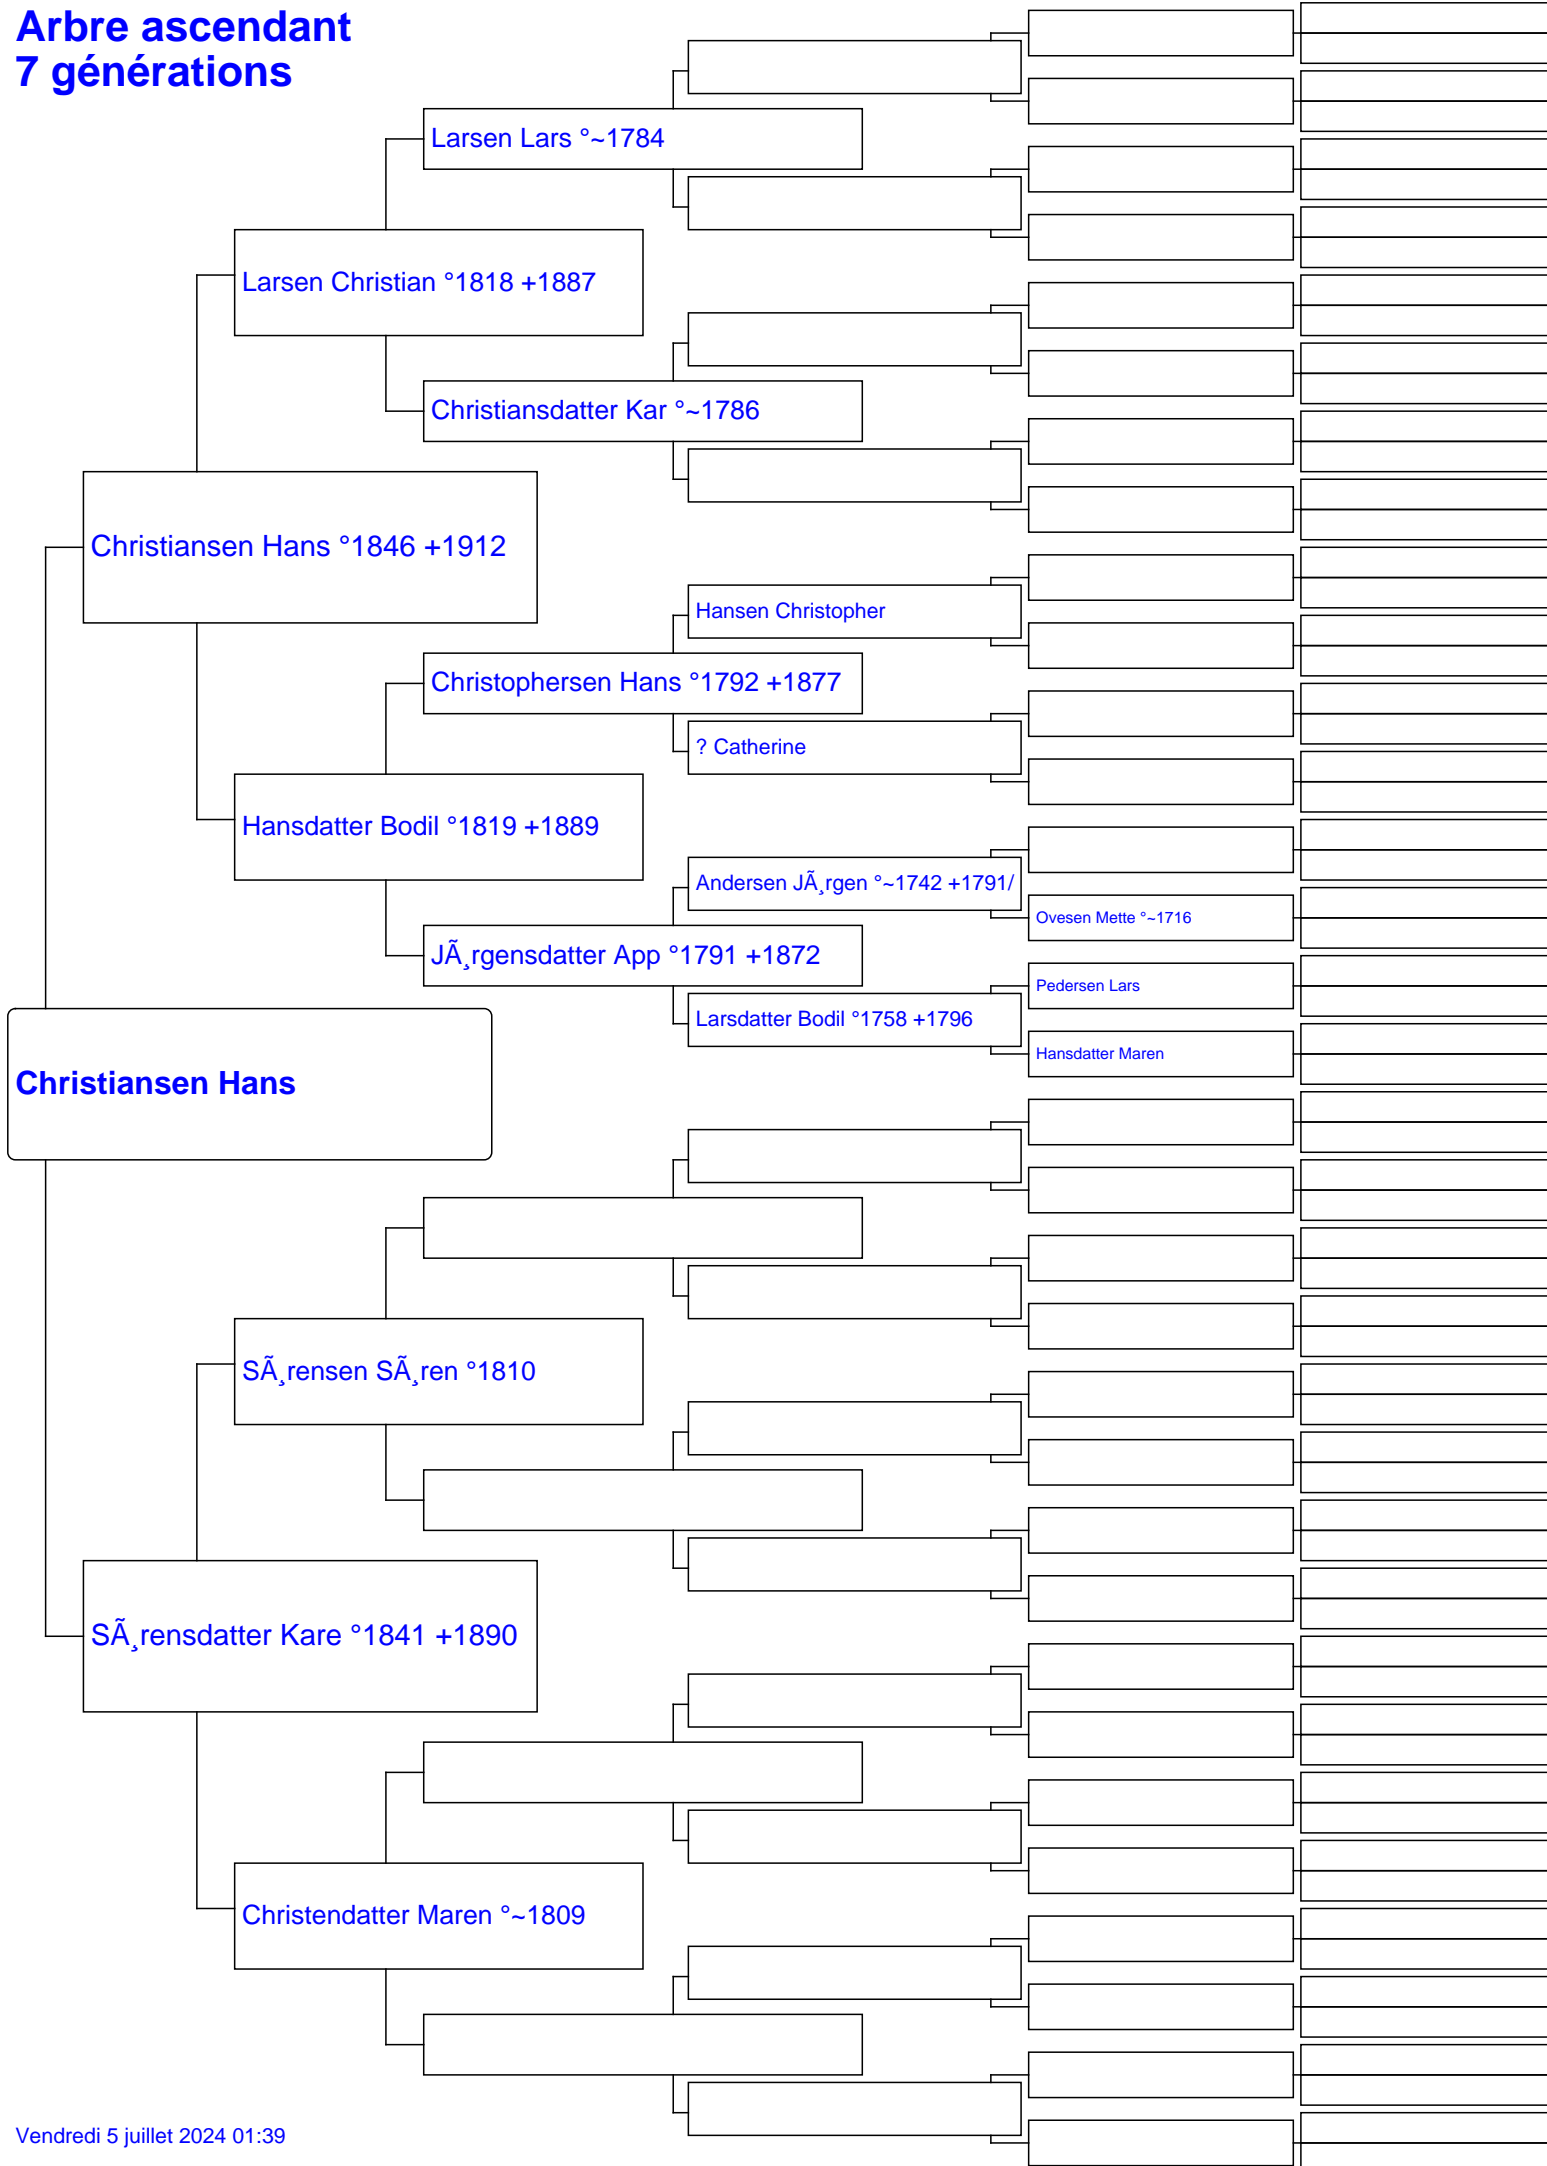 Arbre ascendant
7 générations
Larsen Lars °~1784
Larsen Christian °1818 +1887
Christiansdatter Kar °~1786
Christiansen Hans °1846 +1912
Hansen Christopher
Christophersen Hans °1792 +1877
? Catherine
Hansdatter Bodil °1819 +1889
Andersen JÃ¸rgen °~1742 +1791/
Ovesen Mette °~1716
JÃ¸rgensdatter App °1791 +1872
Pedersen Lars
Larsdatter Bodil °1758 +1796
Hansdatter Maren
Christiansen Hans
SÃ¸rensen SÃ¸ren °1810
SÃ¸rensdatter Kare °1841 +1890
Christendatter Maren °~1809
Vendredi 5 juillet 2024 01:39